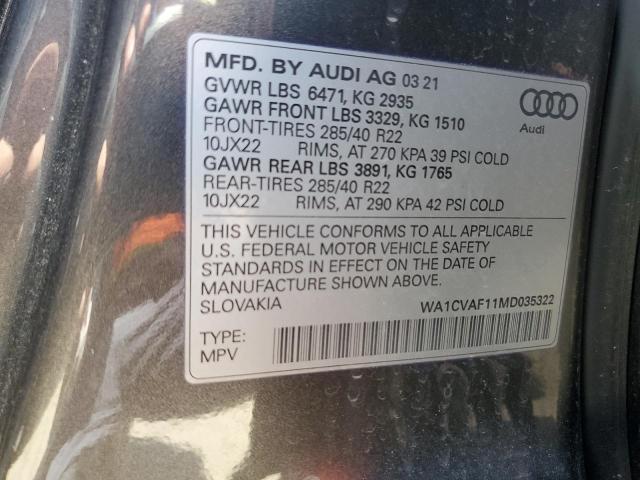 MFD. BY AUDI AG 03 21
GVWR LBS 6471, KG 2935
GAWR FRONT LBS 3329, KG 1510
FRONT-TIRES 285/40 R22
10JX22 RIMS, AT 270 KPA 39 PSI COLD
GAWR REAR LBS 3891, KG 1765
REAR-TIRES 285/40 R22
10JX22 RIMS, AT 290 KPA 42 PSI COLD
Audi
THIS VEHICLE CONFORMS TO ALL APPLICABLE
U.S. FEDERAL MOTOR VEHICLE SAFETY
STANDARDS IN EFFECT ON THE DATE OF
MANUFACTURE SHOWN ABOVE.
SLOVAKIA WA1CVAF11MD035322
TYPE:
MPV